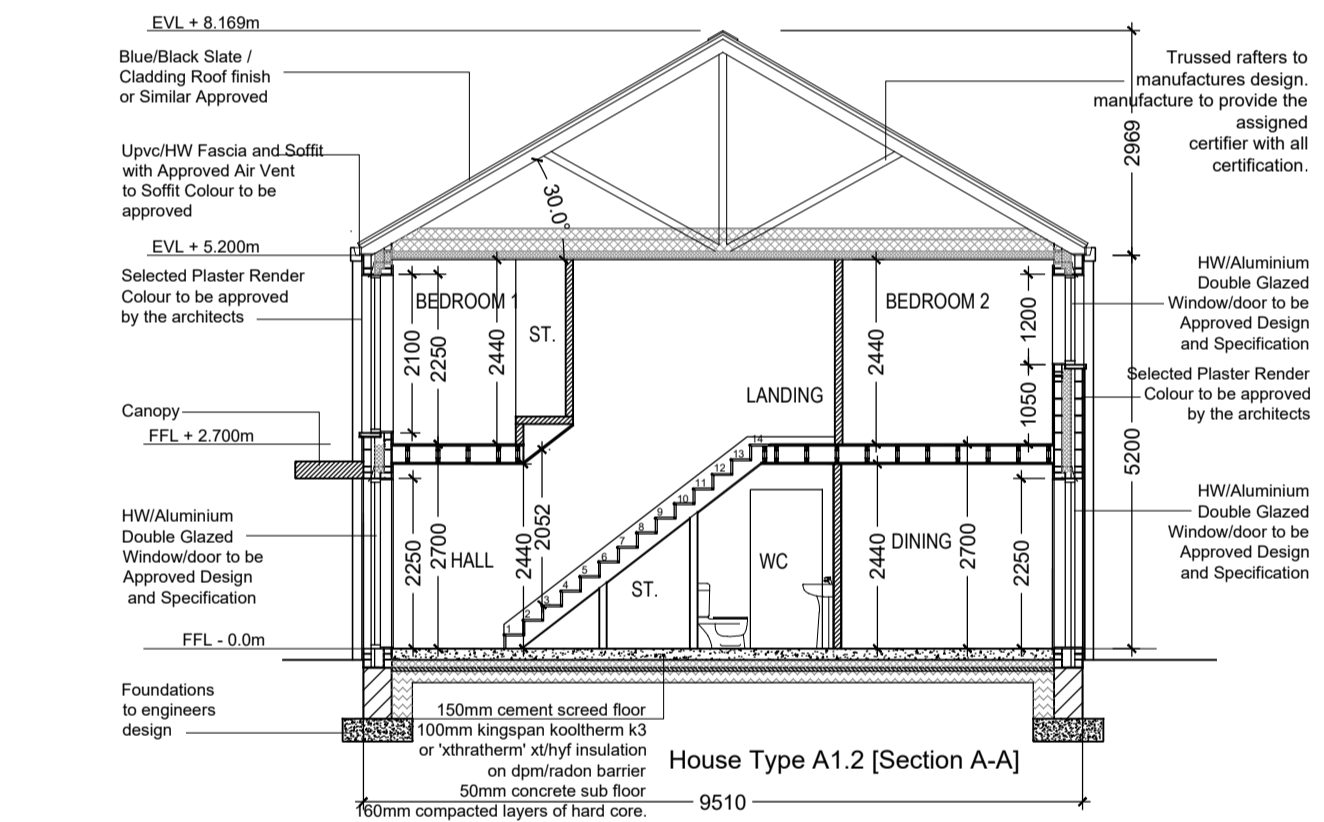 EVL + 8.169m
Blue/Black Slate /
Cladding Roof finish
or Similar Approved
Upvc/HW Fascia and Soffit
with Approved Air Vent
to Soffit Colour to be
approved
EVL + 5.200m
Selected Plaster Render
Colour to be approved
by the architects
Canopy
FFL + 2.700m
HW/Aluminium
Double Glazed
Window/door to be
Approved Design
and Specification
FFL - 0.0m
Foundations
to engineers
design
30.0°
BEDROOM 1
ST.
2100
2250
2440
LANDING
BEDROOM 2
2440
1200
1050
2250
2700
HALL
2440
2052
1
2
3
4
5
6
7
8
9
10
11
12
13
14
ST.
WC
2440
DINING
2700
2250
Trussed rafters to
manufactures design.
manufacture to provide the
assigned
certifier with all
certification.
2969
5200
HW/Aluminium
Double Glazed
Window/door to be
Approved Design
and Specification
Selected Plaster Render
Colour to be approved
by the architects
HW/Aluminium
Double Glazed
Window/door to be
Approved Design
and Specification
150mm cement screed floor
100mm kingspan kooltherm k3
or 'xthratherm' xt/hyf insulation
on dpm/radon barrier
50mm concrete sub floor
160mm compacted layers of hard core.
House Type A1.2 [Section A-A]
9510